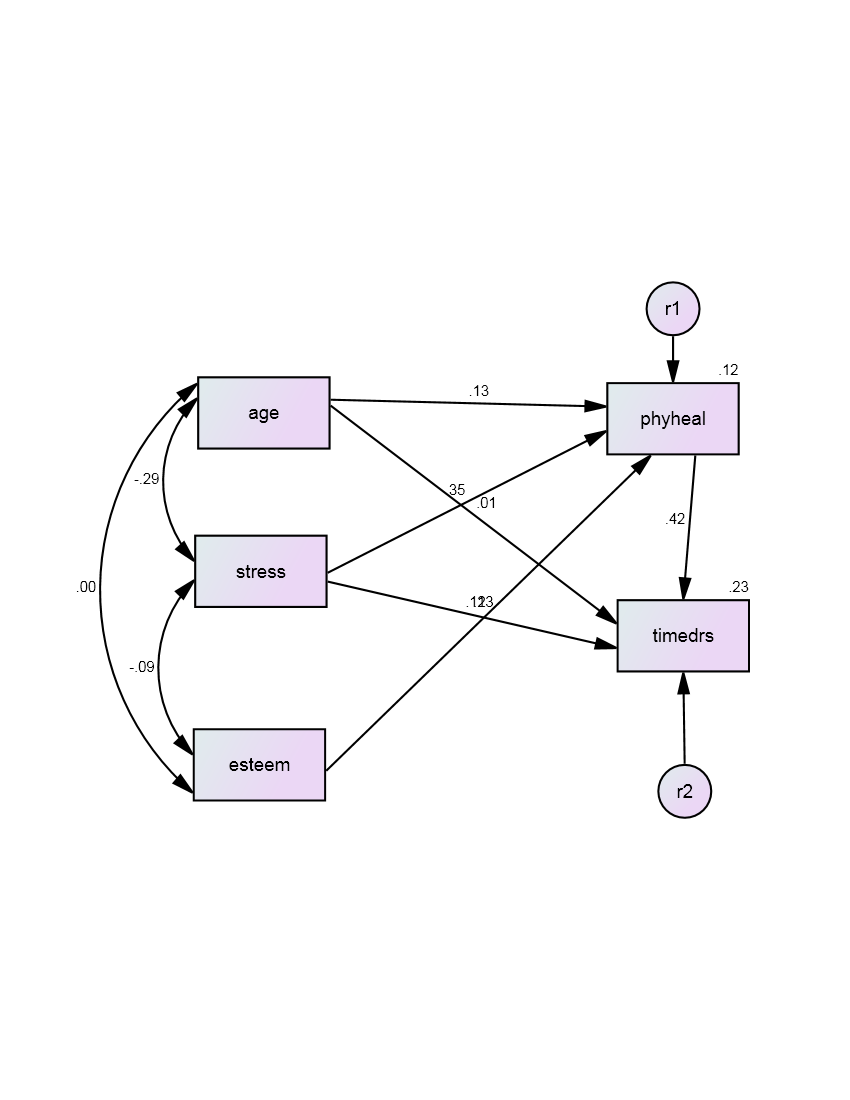 r1
.12
age
.13
phyheal
-.29
.35
.01
.42
stress
.00
.23
timedrs
-.09
esteem
r2